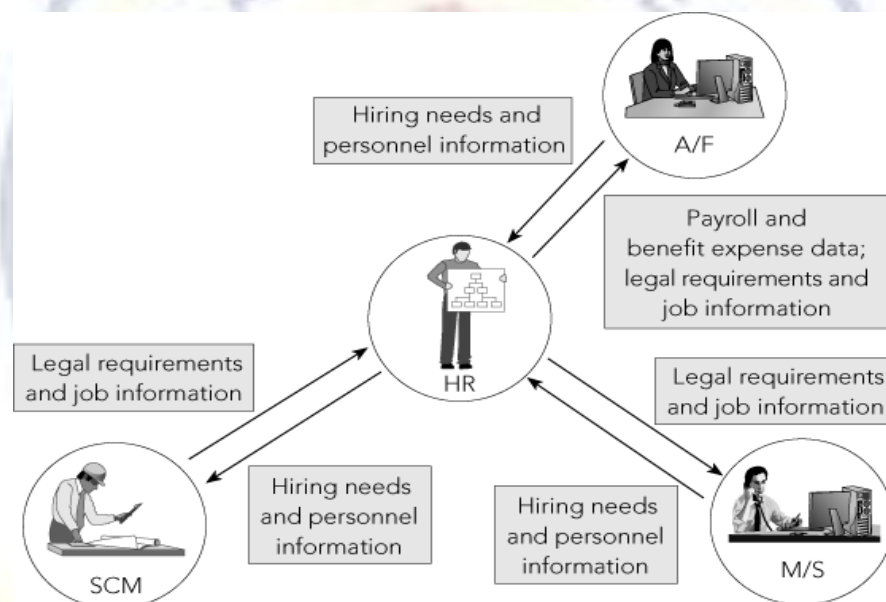 Hiring needs and
personnel information
A/F
Payroll and
benefit expense data;
legal requirements and
job information
HR
Legal requirements
and job information
Legal requirements
and job information
Hiring needs
and personnel
information
Hiring needs
and personnel
information
SCM
M/S